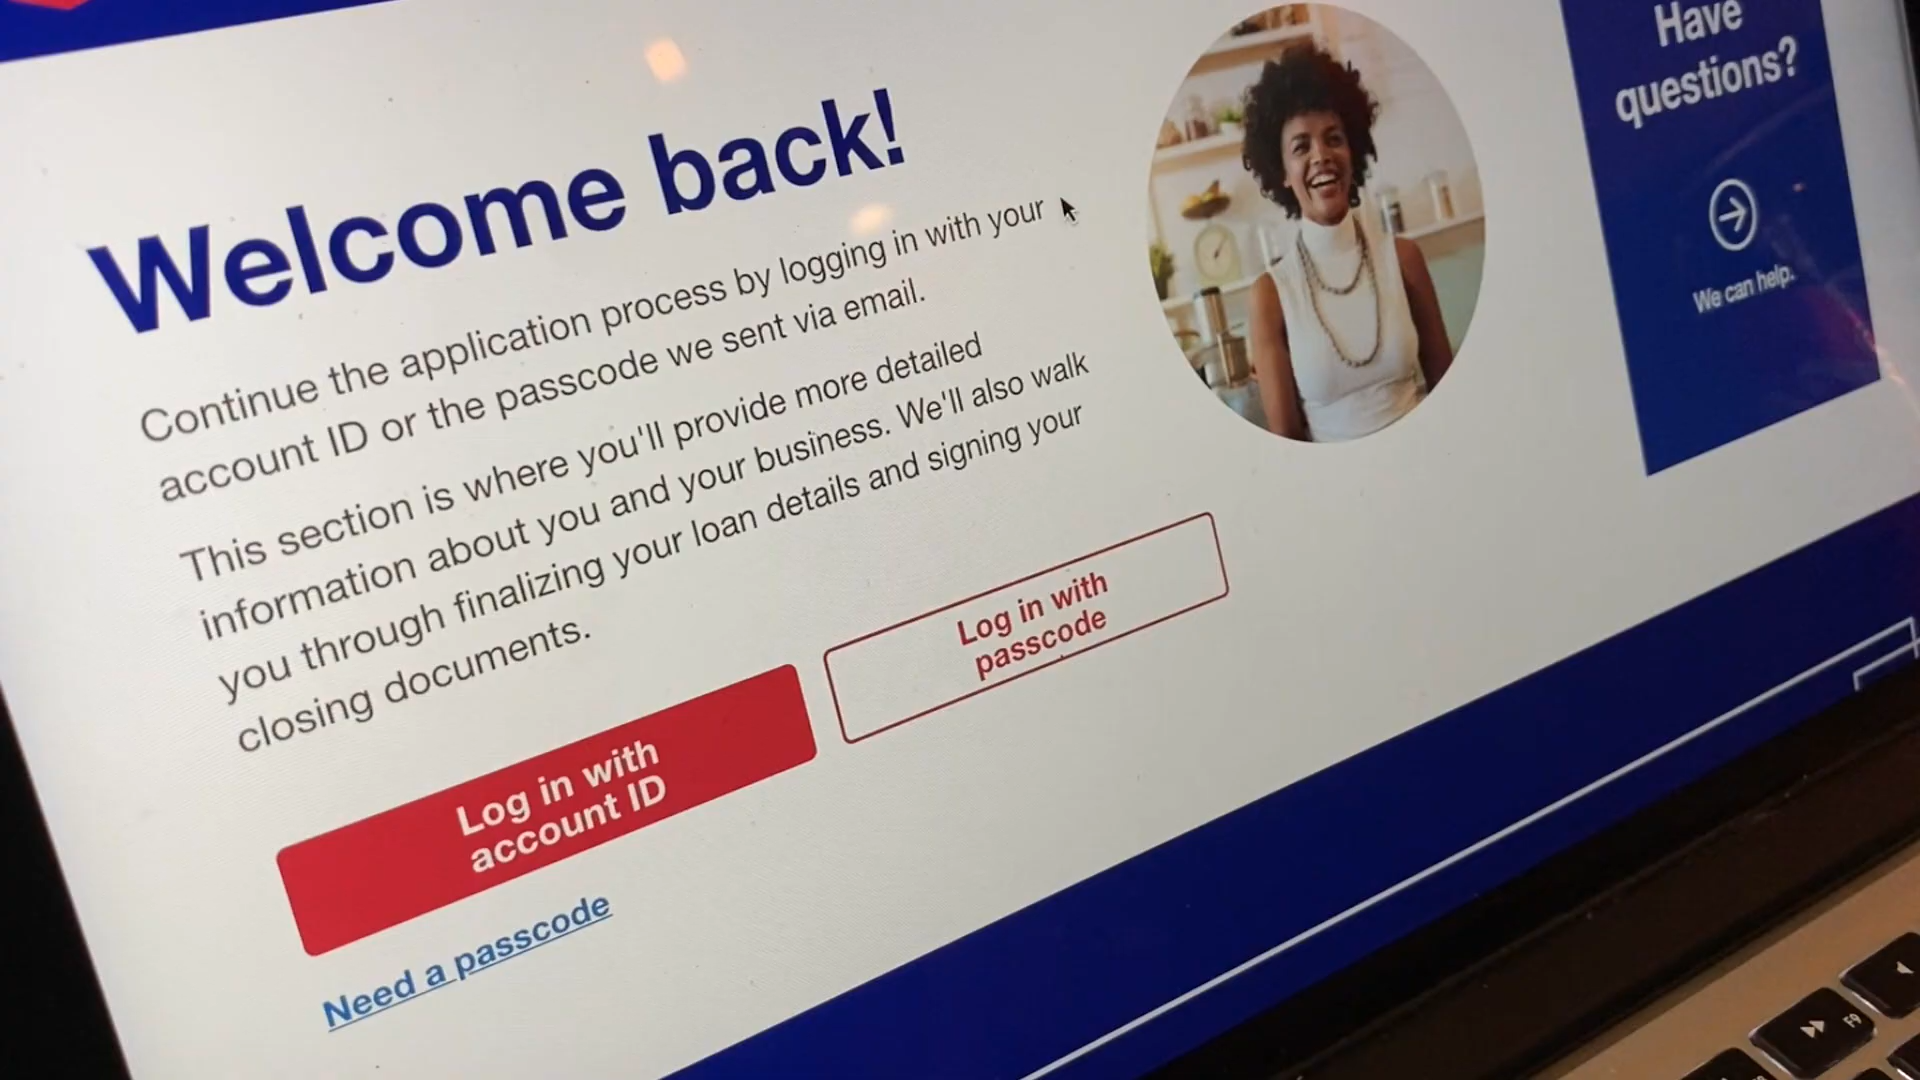 Welcome back!
Continue the application process by logging in with your
account ID or the passcode we sent via email.
This section is where you'll provide more detailed
information about you and your business. We'll also walk
you through finalizing your loan details and signing your
closing documents.
Log in with
account ID
Log in with
passcode
Need a passcode
Have
questions?
We can help.
F9